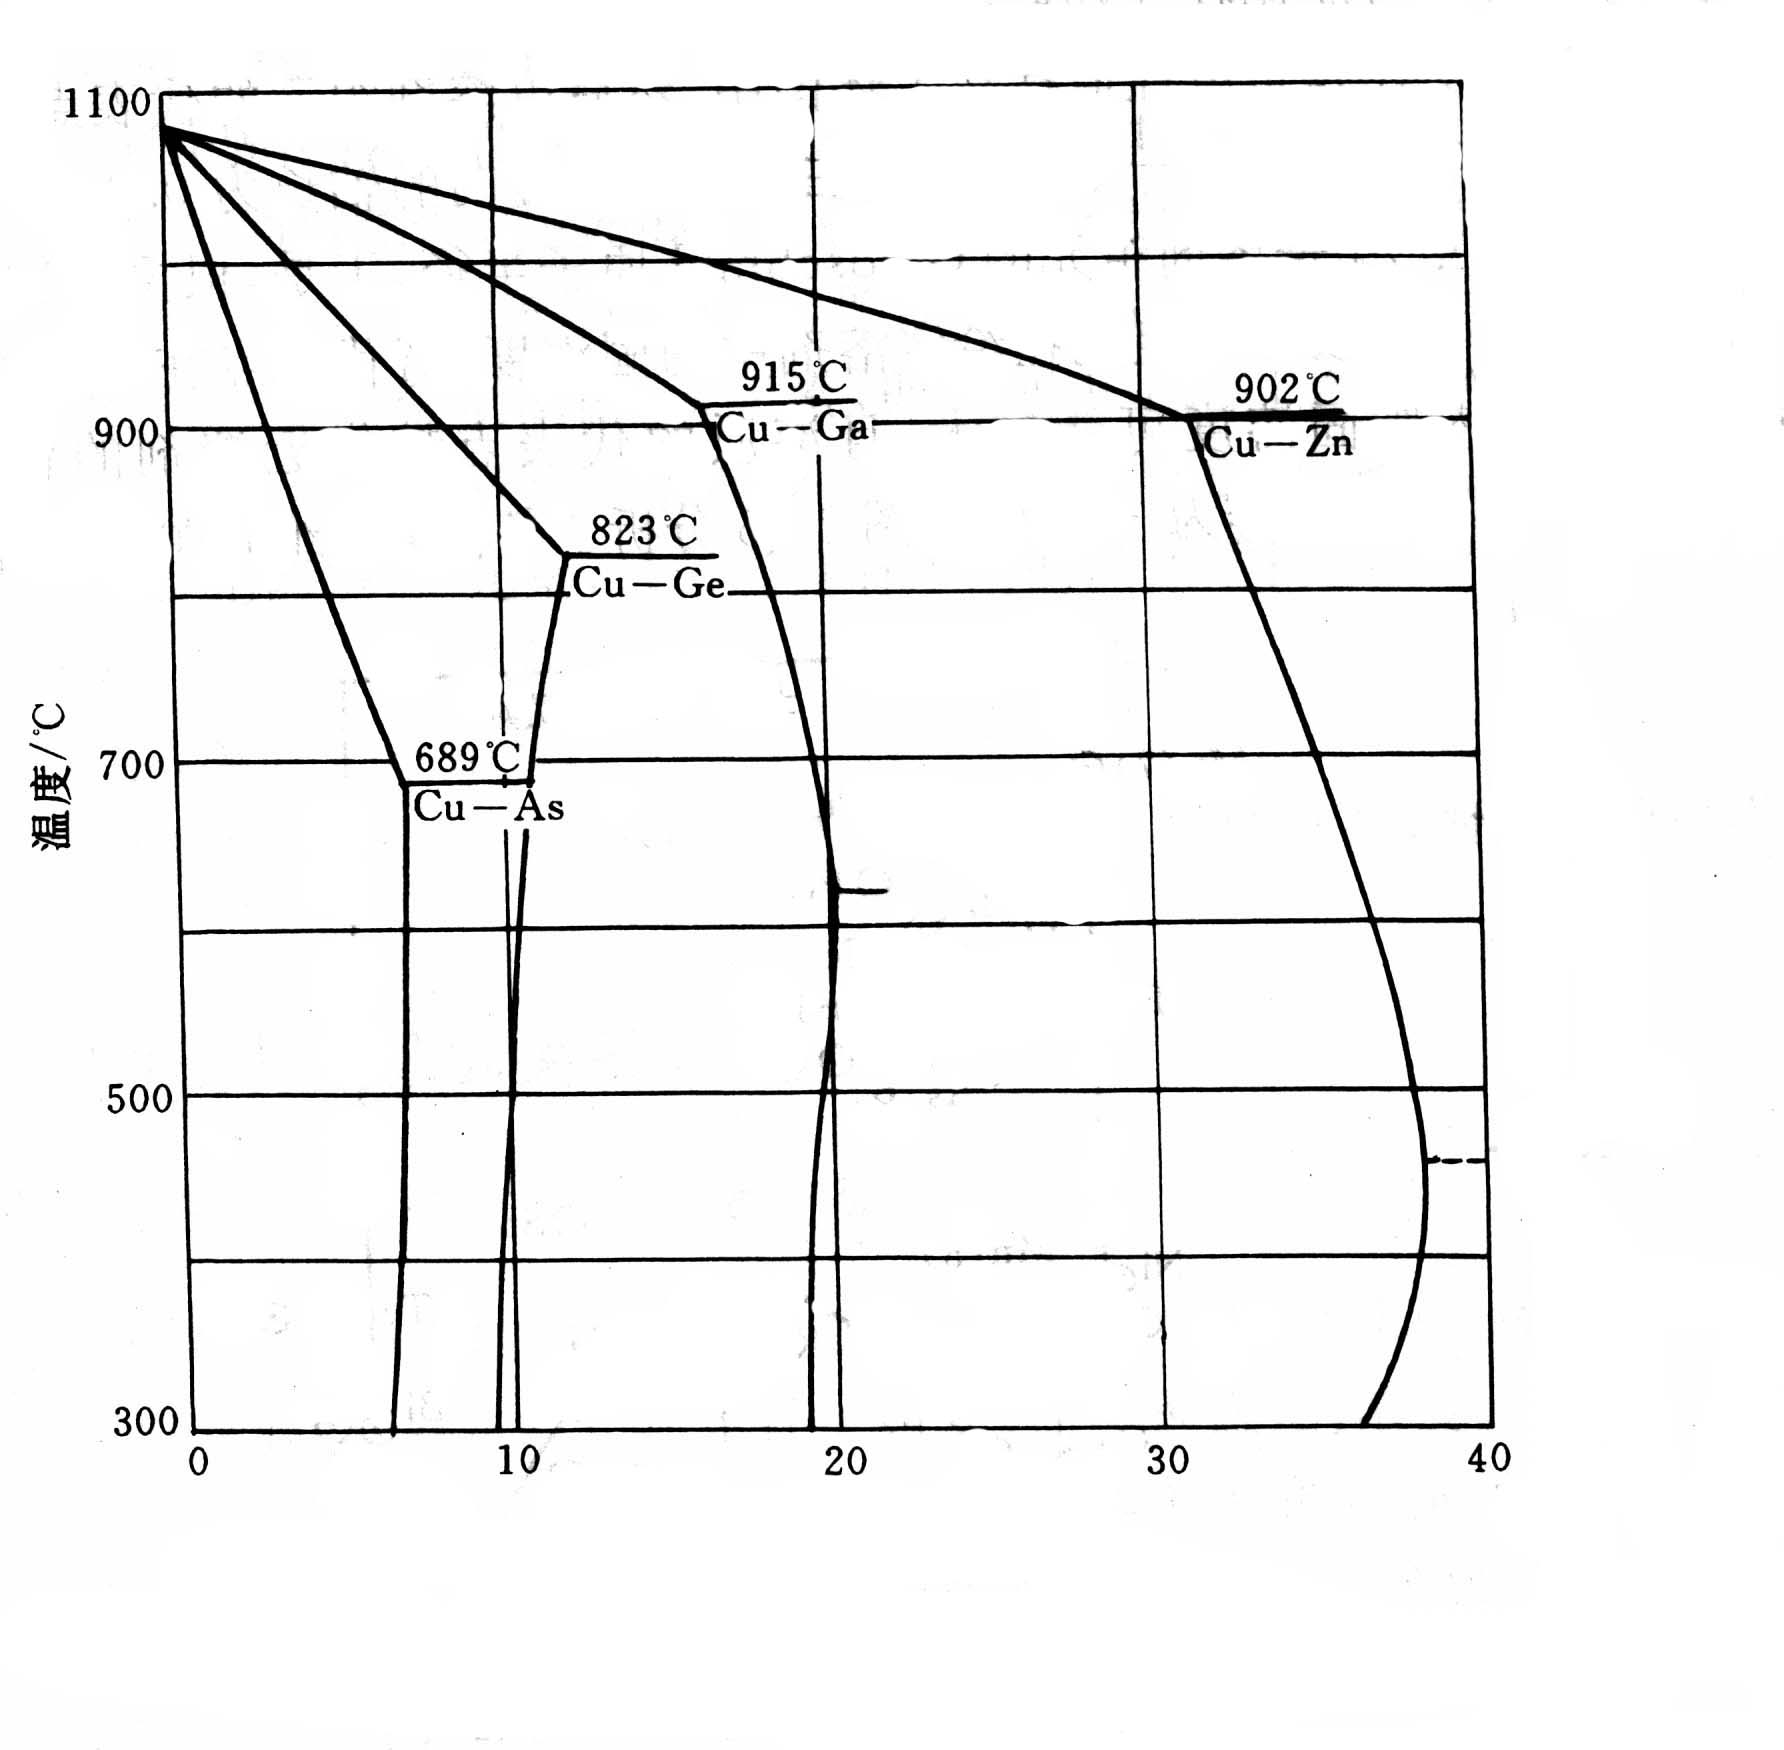 1100
915℃
902℃
Cu—Ga
Cu—Zn
900
823℃
Cu—Ge
温度/℃
700
689℃
Cu—As
500
300
0 10 20 30 40